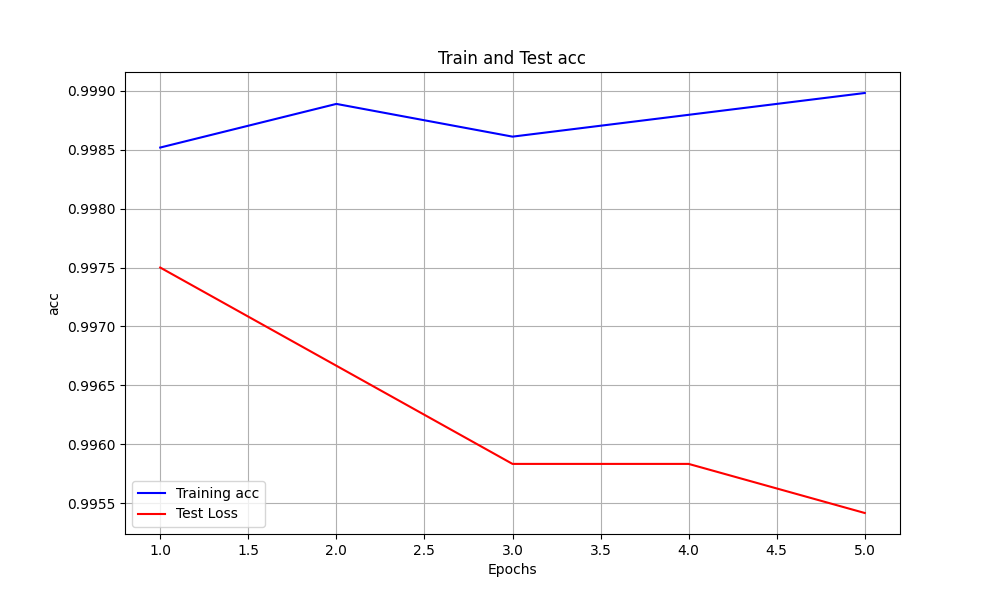 Train and Test acc
0.9990
0.9985
0.9980
0.9975
0.9970
0.9965
0.9960
0.9955
acc
Training acc
Test Loss
1.0 1.5 2.0 2.5 3.0 3.5 4.0 4.5 5.0
Epochs